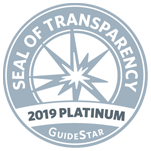 SEAL OF TRANSPARENCY
2019 PLATINUM
GUIDESTAR